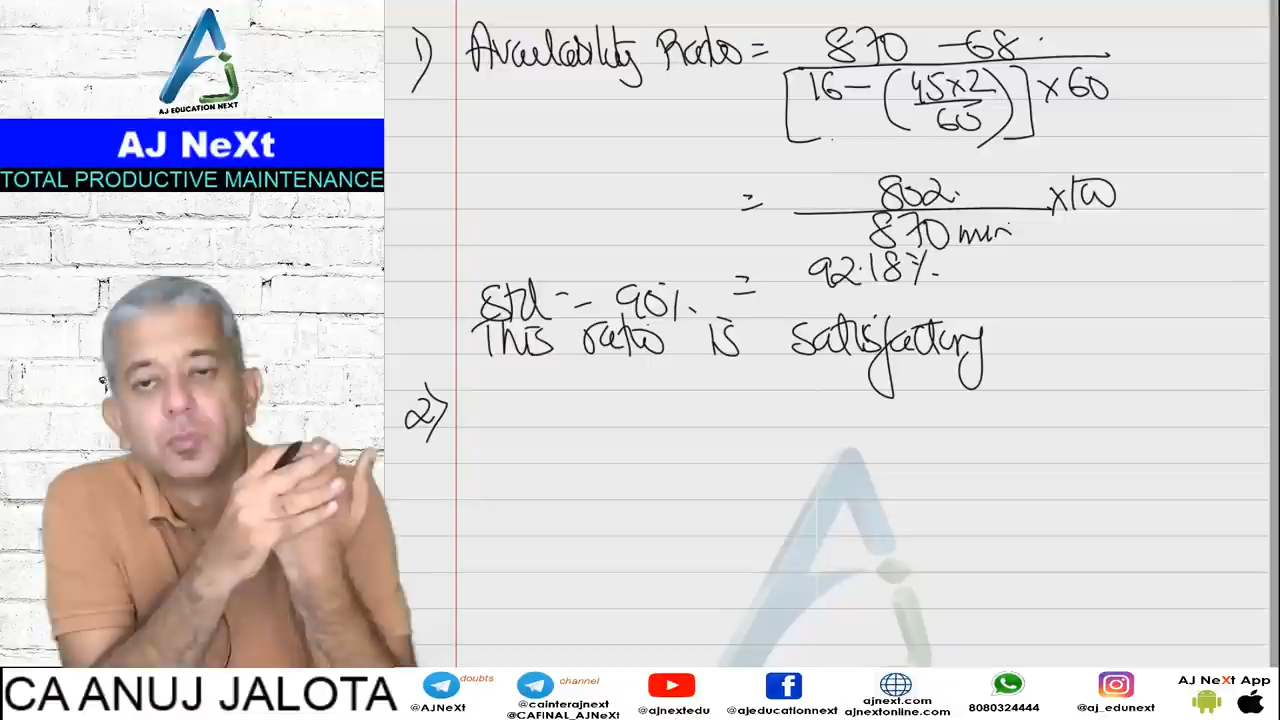 AJ EDUCATION NEXT
AJ NeXt
TOTAL PRODUCTIVE MAINTENANCE
1) Availability Ratio = 870 - 68
[16 - (45x2/60)] x 60
= 802 x 100
870 min
= 92.18%.
Std - 90%.
This ratio is satisfactory
2)
CA ANUJ JALOTA
doubts
@AJNeXt
channel
@cainterajnext
@CAFINAL_AJNeXt
@ajnextedu
@ajeducationnext
ajnext.com
ajnextonline.com
8080324444
@aj_edunext
AJ NeXt App